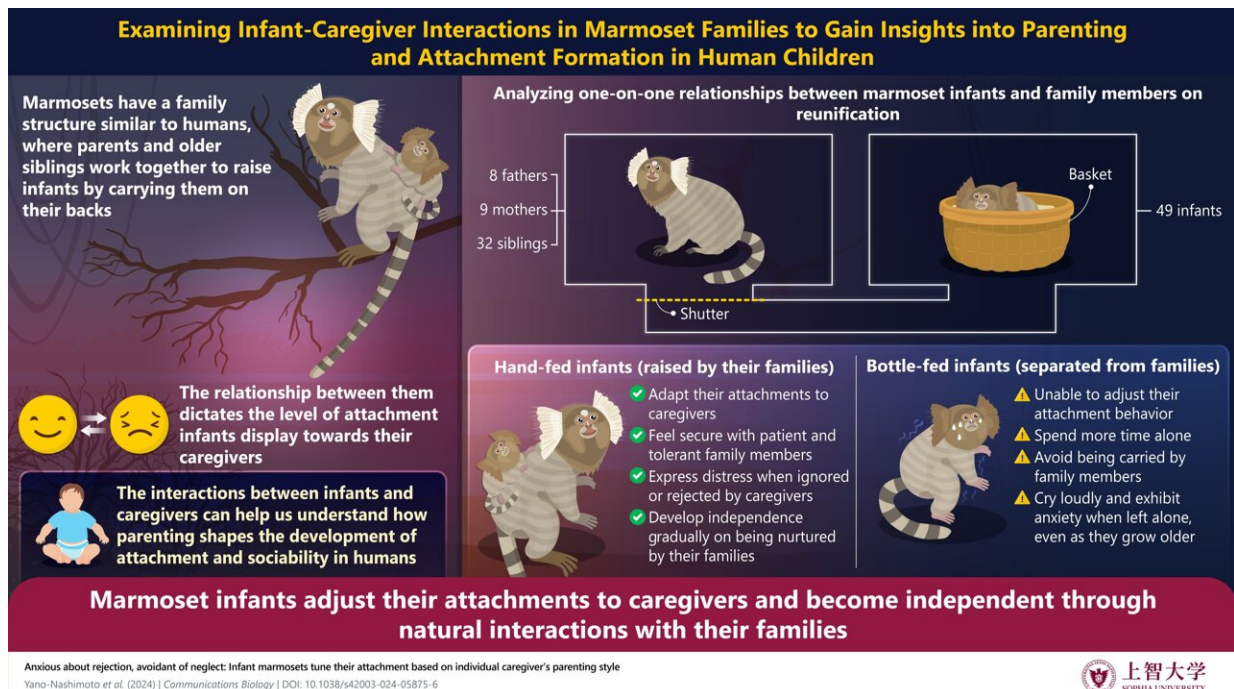 Examining Infant-Caregiver Interactions in Marmoset Families to Gain Insights into Parenting
and Attachment Formation in Human Children
Marmosets have a family
structure similar to humans,
where parents and older
siblings work together to raise
infants by carrying them on
their backs
The relationship between them
dictates the level of attachment
infants display towards their
caregivers
The interactions between infants and
caregivers can help us understand how
parenting shapes the development of
attachment and sociability in humans
Analyzing one-on-one relationships between marmoset infants and family members on
reunification
8 fathers
9 mothers
32 siblings
Shutter
Basket
49 infants
Hand-fed infants (raised by their families)
Adapt their attachments to
caregivers
Feel secure with patient and
tolerant family members
Express distress when ignored
or rejected by caregivers
Develop independence
gradually on being nurtured
by their families
Bottle-fed infants (separated from families)
Unable to adjust their
attachment behavior
Spend more time alone
Avoid being carried by
family members
Cry loudly and exhibit
anxiety when left alone,
even as they grow older
Marmoset infants adjust their attachments to caregivers and become independent through
natural interactions with their families
Anxious about rejection, avoidant of neglect: Infant marmosets tune their attachment based on individual caregiver's parenting style
Yano-Nashimoto et al. (2024) | Communications Biology | DOI: 10.1038/s42003-024-05875-6
上智大学
SOPHIA UNIVERSITY